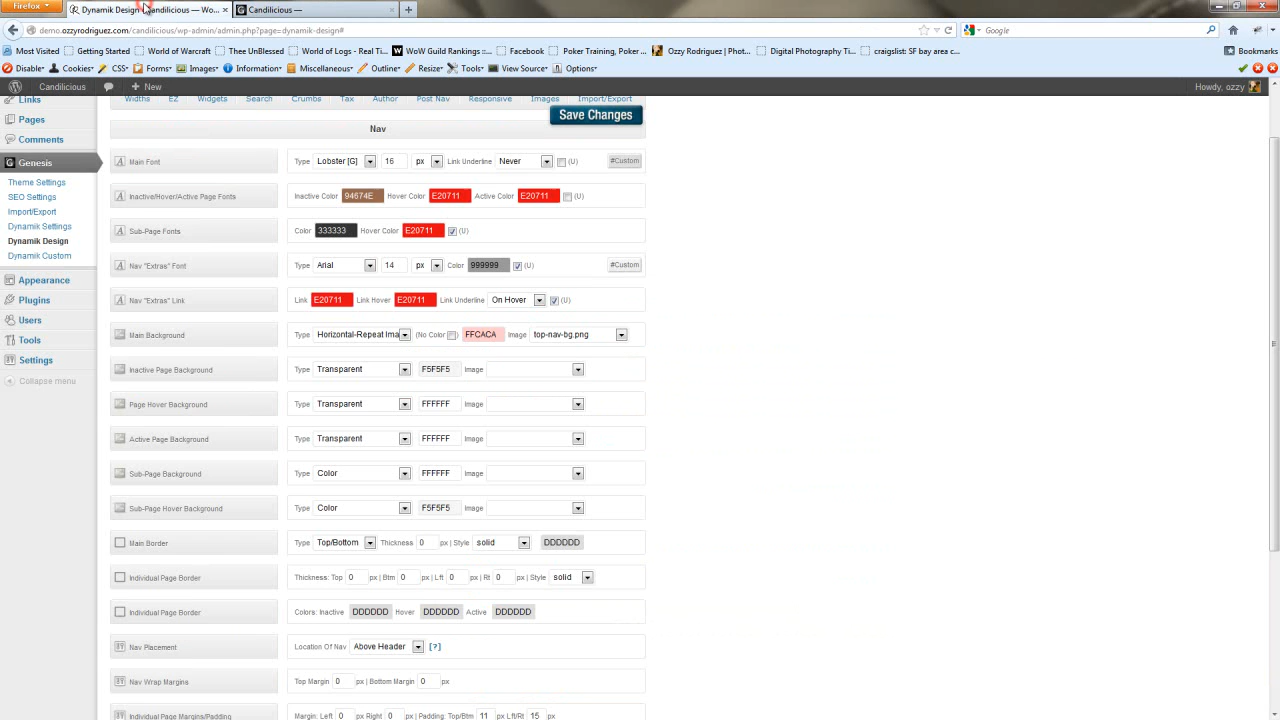 Firefox
Dynamik Design ‹ Candilicious — Wo...
Candilicious —
demo.ozzyrodriguez.com/candilicious/wp-admin/admin.php?page=dynamik-design#
Google
Most Visited Getting Started World of Warcraft Thee UnBlessed World of Logs - Real Ti... WoW Guild Rankings ::... Facebook Poker Training, Poker ... Ozzy Rodriguez | Phot... Digital Photography Ti... craigslist: SF bay area c... Bookmarks
Disable Cookies CSS Forms Images Information Miscellaneous Outline Resize Tools View Source Options
Candilicious + New Howdy, ozzy
Links
Widths EZ Widgets Search Crumbs Tax Author Post Nav Responsive Images Import/Export
Save Changes
Pages
Nav
Comments
Genesis
Theme Settings
SEO Settings
Import/Export
Dynamik Settings
Dynamik Design
Dynamik Custom
Appearance
Plugins
Users
Tools
Settings
Collapse menu
Main Font Type Lobster [G] 16 px Link Underline Never (U) #Custom
Inactive/Hover/Active Page Fonts Inactive Color 94674E Hover Color E20711 Active Color E20711 (U)
Sub-Page Fonts Color 333333 Hover Color E20711 (U)
Nav "Extras" Font Type Arial 14 px Color 999999 (U) #Custom
Nav "Extras" Link Link E20711 Link Hover E20711 Link Underline On Hover (U)
Main Background Type Horizontal-Repeat Ima (No Color ) FFCACA Image top-nav-bg.png
Inactive Page Background Type Transparent F5F5F5 Image
Page Hover Background Type Transparent FFFFFF Image
Active Page Background Type Transparent FFFFFF Image
Sub-Page Background Type Color FFFFFF Image
Sub-Page Hover Background Type Color F5F5F5 Image
Main Border Type Top/Bottom Thickness 0 px | Style solid DDDDDD
Individual Page Border Thickness: Top 0 px | Btm 0 px | Lft 0 px | Rt 0 px | Style solid
Individual Page Border Colors: Inactive DDDDDD Hover DDDDDD Active DDDDDD
Nav Placement Location Of Nav Above Header [?]
Nav Wrap Margins Top Margin 0 px | Bottom Margin 0 px
Individual Page Margins/Padding Margin: Left 0 px Right 0 px | Padding: Top/Btm 11 px Lft/Rt 15 px